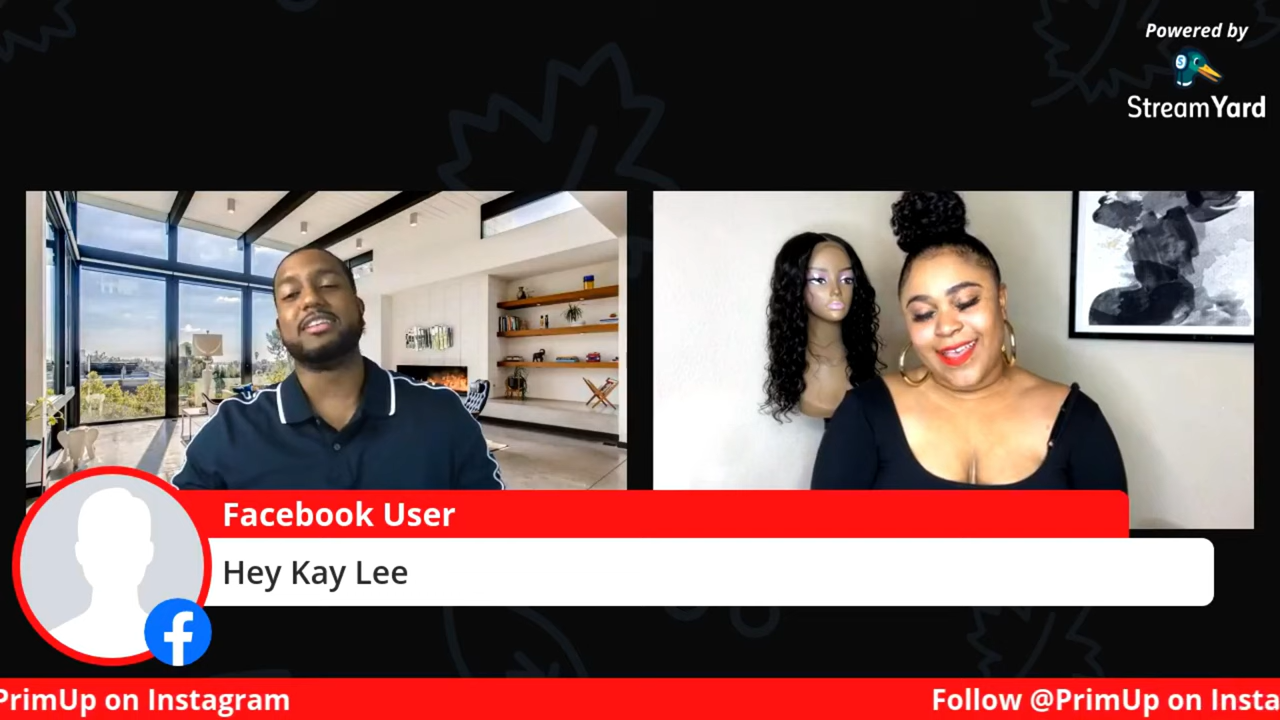 Powered by
StreamYard
Facebook User
Hey Kay Lee
PrimUp on Instagram
Follow @PrimUp on Insta